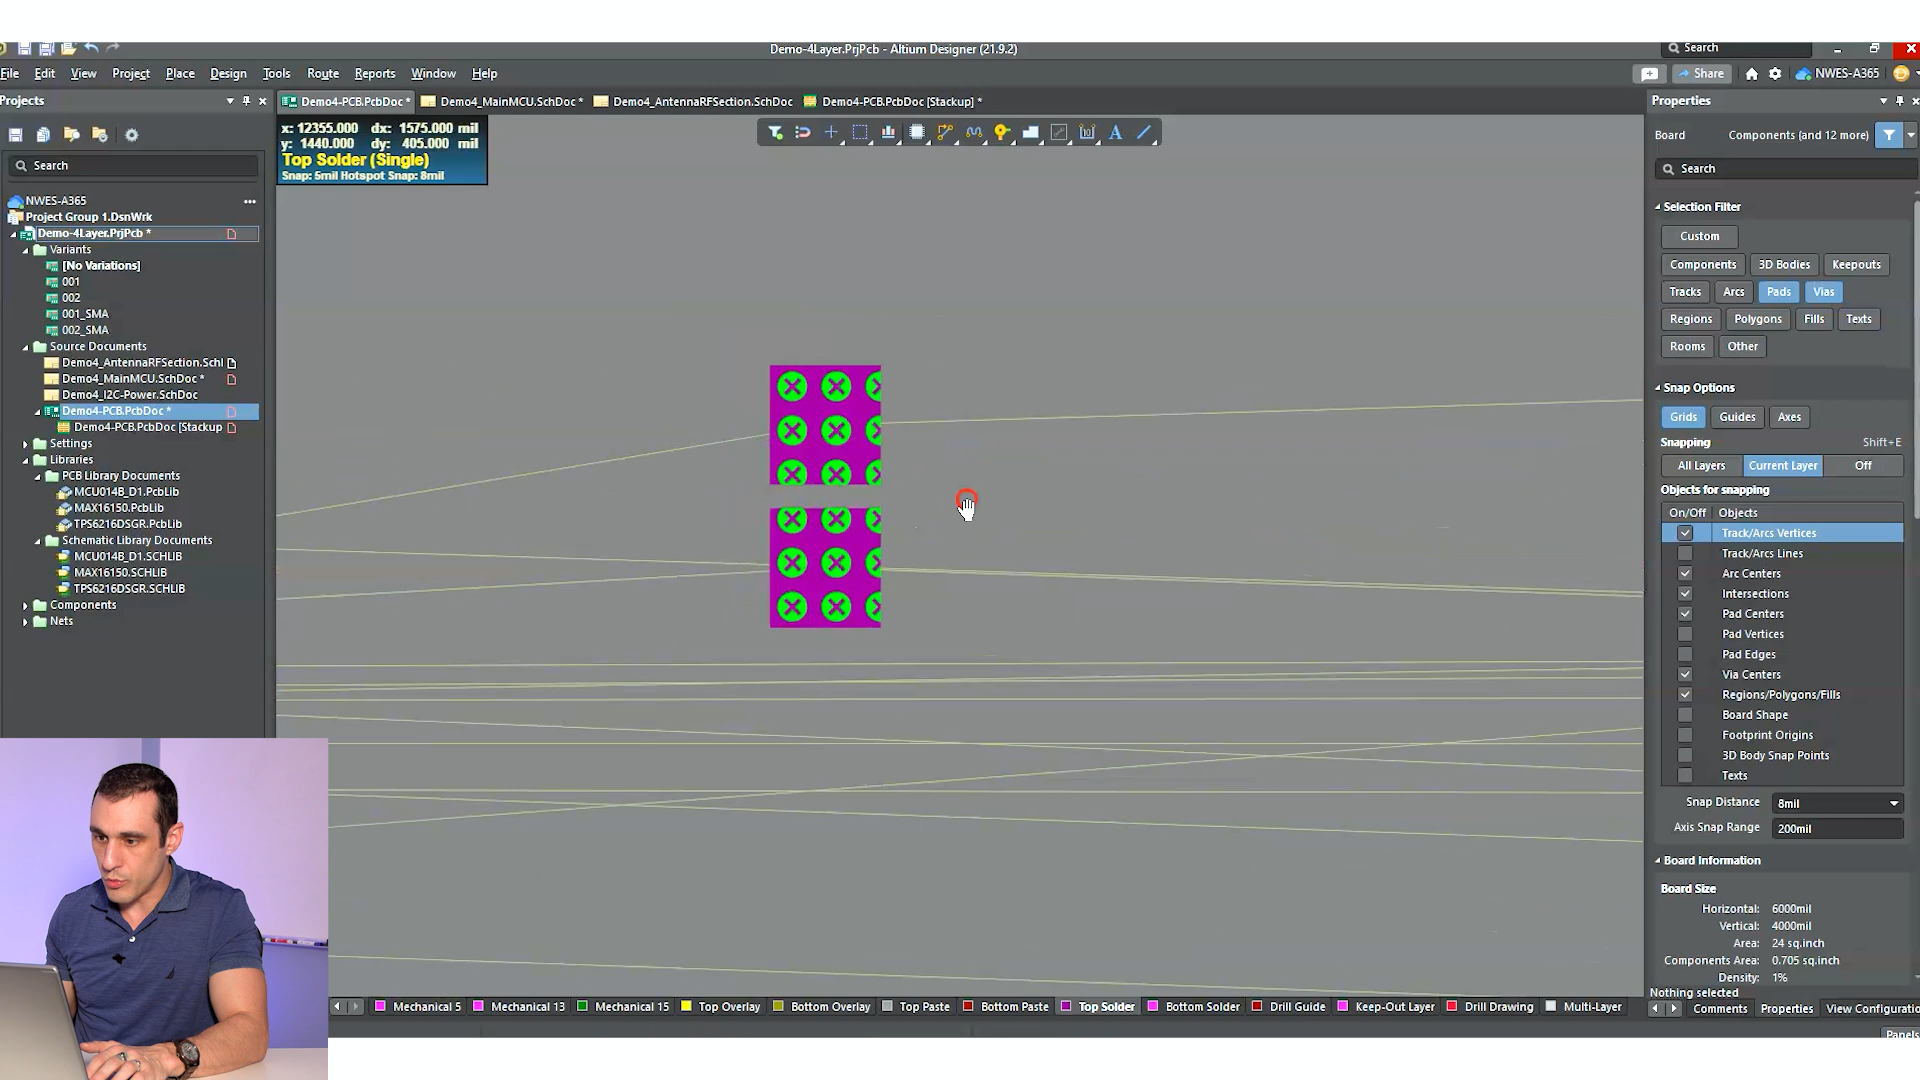 Demo-4Layer.PrjPcb - Altium Designer (21.9.2)
Search
File Edit View Project Place Design Tools Route Reports Window Help
Share
NWES-A365
Projects
Demo4-PCB.PcbDoc *
Demo4_MainMCU.SchDoc *
Demo4_AntennaRFSection.SchDoc
Demo4-PCB.PcbDoc [Stackup] *
Search
NWES-A365
Project Group 1.DsnWrk
Demo-4Layer.PrjPcb *
Variants
[No Variations]
001
002
001_SMA
002_SMA
Source Documents
Demo4_AntennaRFSection.Schl
Demo4_MainMCU.SchDoc *
Demo4_I2C-Power.SchDoc
Demo4-PCB.PcbDoc *
Demo4-PCB.PcbDoc [Stackup
Settings
Libraries
PCB Library Documents
MCU014B_D1.PcbLib
MAX16150.PcbLib
TPS6216DSGR.PcbLib
Schematic Library Documents
MCU014B_D1.SCHLIB
MAX16150.SCHLIB
TPS6216DSGR.SCHLIB
Components
Nets
x: 12355.000 dx: 1575.000 mil
y: 1440.000 dy: 405.000 mil
Top Solder (Single)
Snap: 5mil Hotspot Snap: 8mil
Mechanical 5
Mechanical 13
Mechanical 15
Top Overlay
Bottom Overlay
Top Paste
Bottom Paste
Top Solder
Bottom Solder
Drill Guide
Keep-Out Layer
Drill Drawing
Multi-Layer
Properties
Board Components (and 12 more)
Search
Selection Filter
Custom
Components 3D Bodies Keepouts
Tracks Arcs Pads Vias
Regions Polygons Fills Texts
Rooms Other
Snap Options
Grids Guides Axes
Snapping Shift+E
All Layers Current Layer Off
Objects for snapping
On/Off Objects
Track/Arcs Vertices
Track/Arcs Lines
Arc Centers
Intersections
Pad Centers
Pad Vertices
Pad Edges
Via Centers
Regions/Polygons/Fills
Board Shape
Footprint Origins
3D Body Snap Points
Texts
Snap Distance 8mil
Axis Snap Range 200mil
Board Information
Board Size
Horizontal: 6000mil
Vertical: 4000mil
Area: 24 sq.inch
Components Area: 0.705 sq.inch
Density: 1%
Nothing selected
Comments Properties View Configuratio
Panels